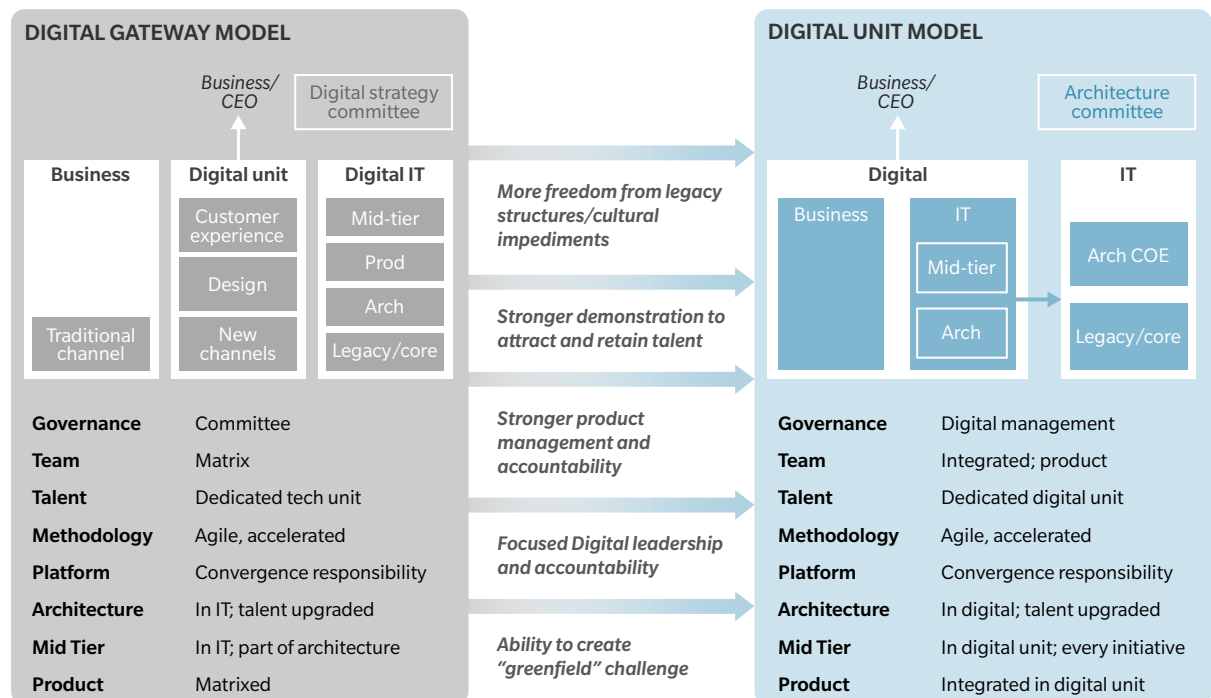 DIGITAL GATEWAY MODEL
Business/
CEO
Digital strategy
committee
Business
Traditional
channel
Digital unit
Customer
experience
Design
New
channels
Digital IT
Mid-tier
Prod
Arch
Legacy/core
Governance Committee
Team Matrix
Talent Dedicated tech unit
Methodology Agile, accelerated
Platform Convergence responsibility
Architecture In IT; talent upgraded
Mid Tier In IT; part of architecture
Product Matrixed
More freedom from legacy
structures/cultural
impediments
Stronger demonstration to
attract and retain talent
Stronger product
management and
accountability
Focused Digital leadership
and accountability
Ability to create
“greenfield” challenge
DIGITAL UNIT MODEL
Business/
CEO
Architecture
committee
Digital
Business
IT
Mid-tier
Arch
IT
Arch COE
Legacy/core
Governance Digital management
Team Integrated; product
Talent Dedicated digital unit
Methodology Agile, accelerated
Platform Convergence responsibility
Architecture In digital; talent upgraded
Mid Tier In digital unit; every initiative
Product Integrated in digital unit